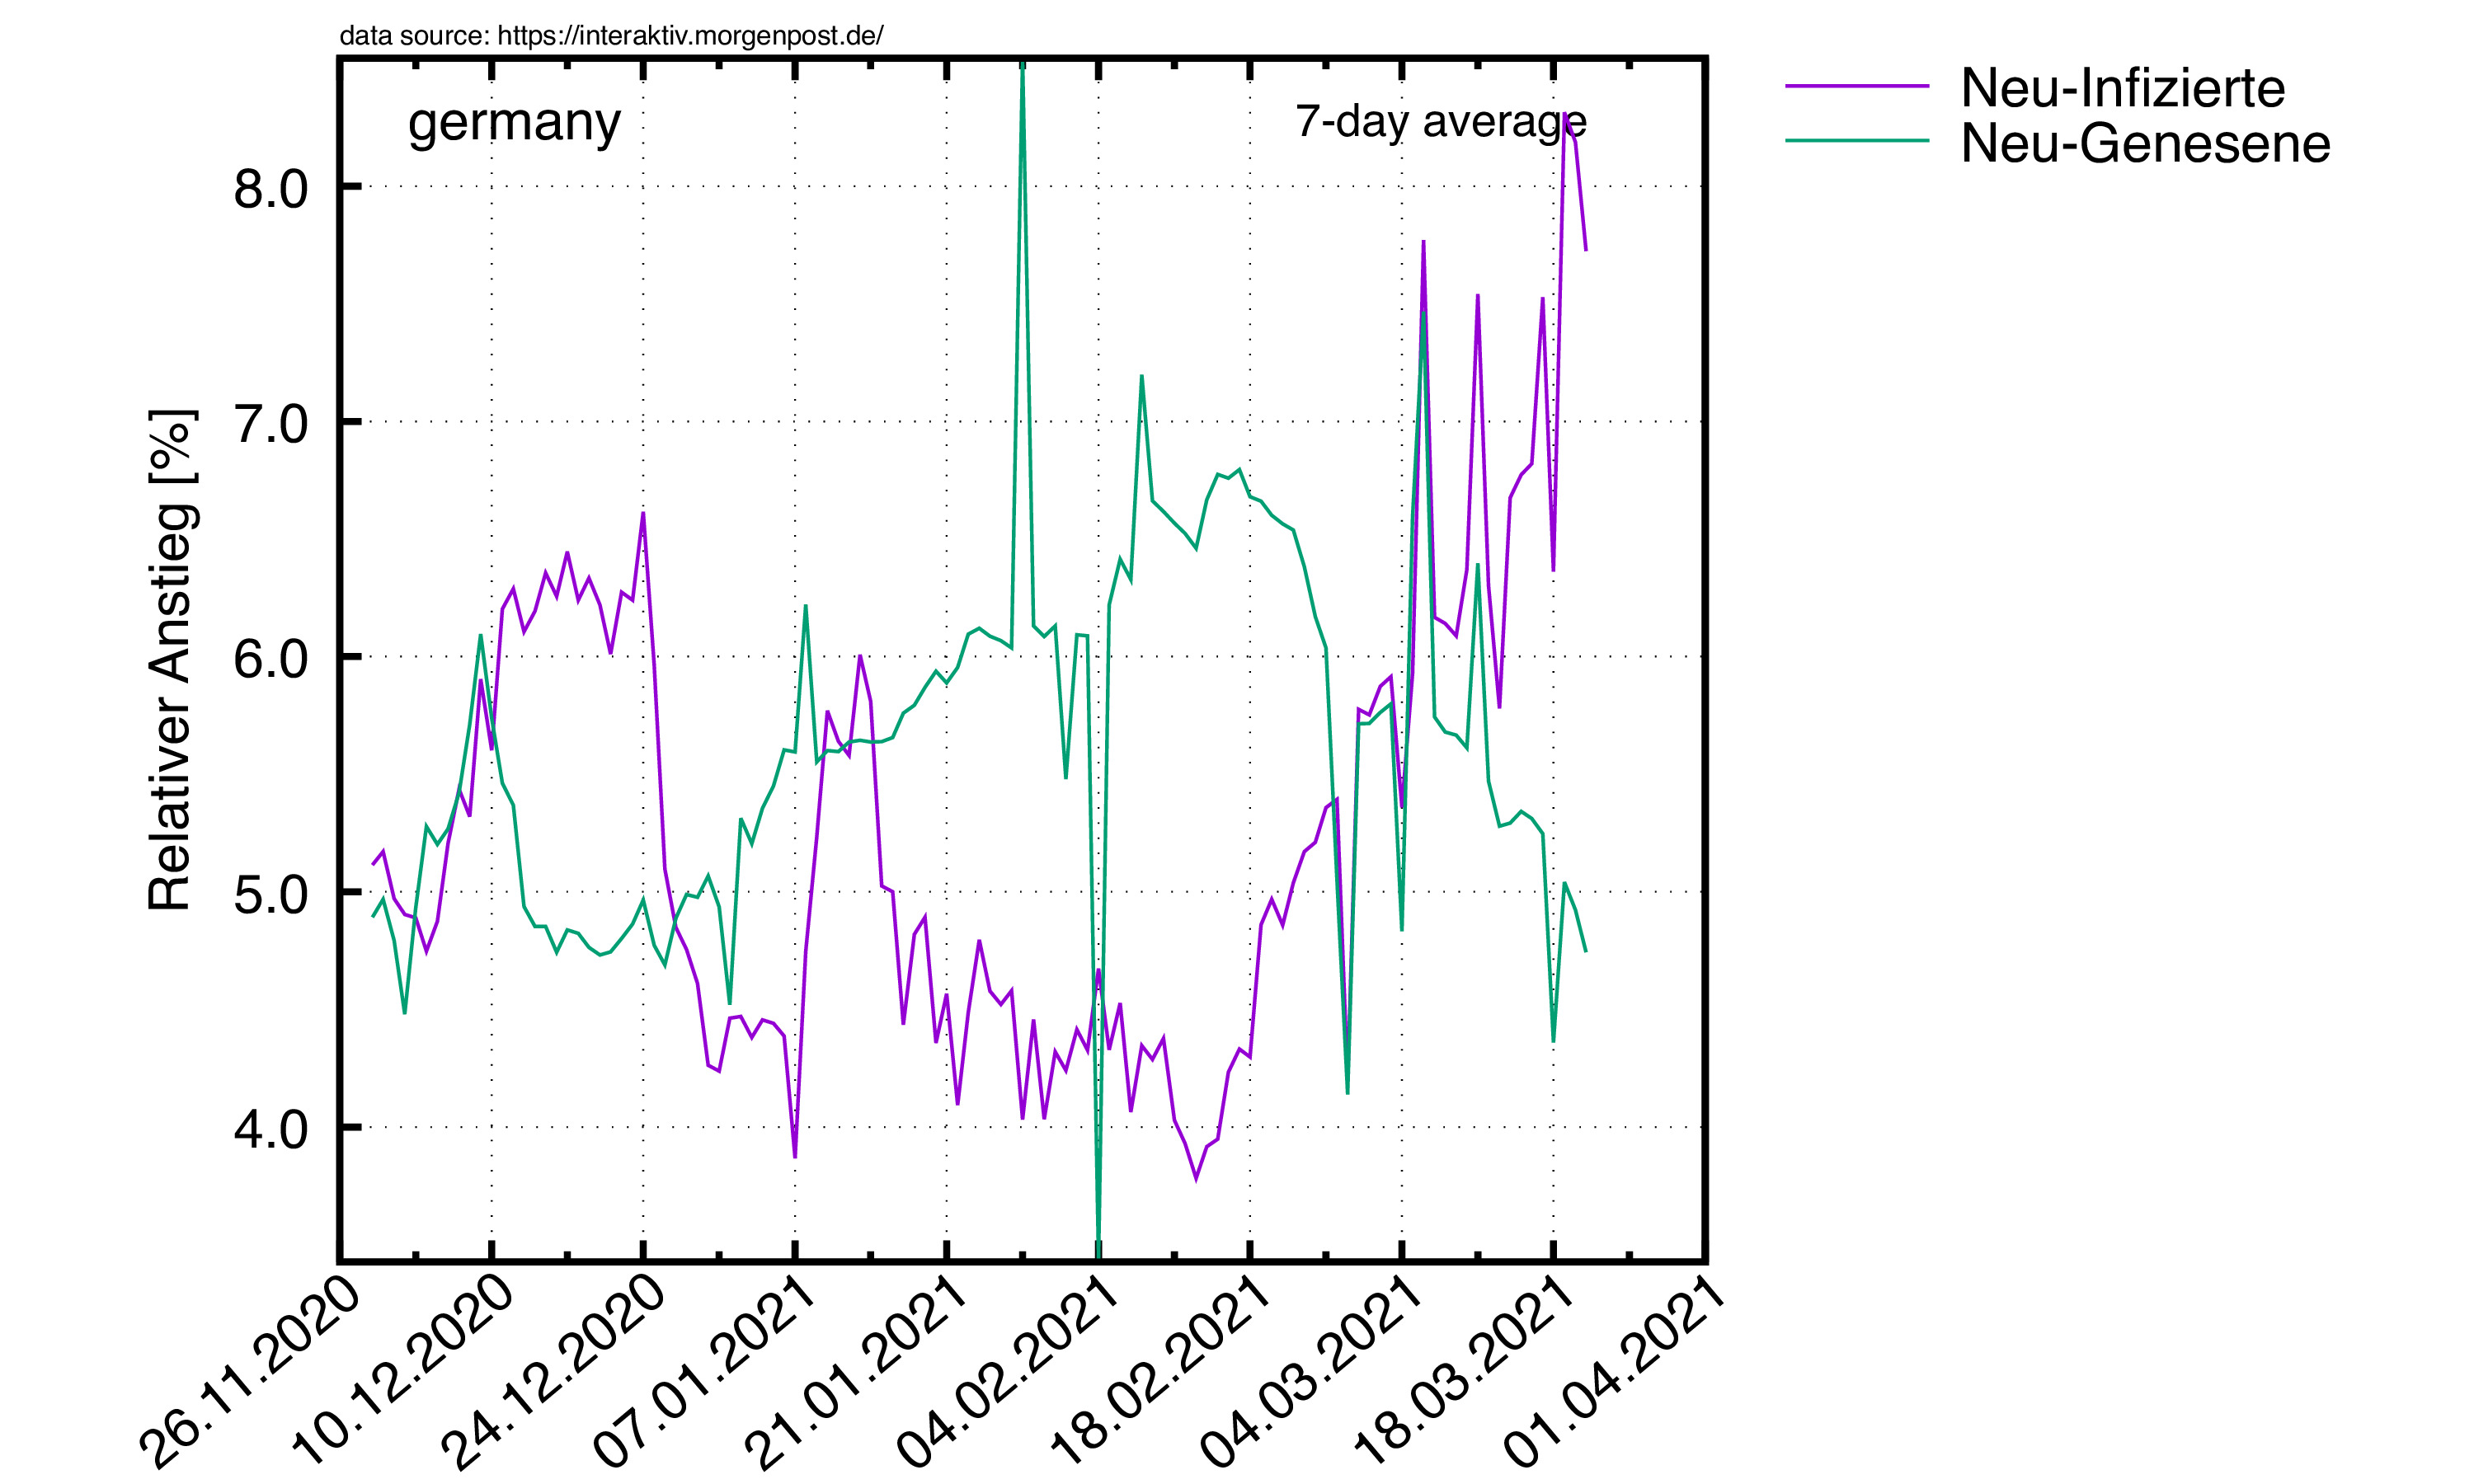 data source: https://interaktiv.morgenpost.de/
germany
7-day average
Neu-Infizierte
Neu-Genesene
Relativer Anstieg [%]
8.0
7.0
6.0
5.0
4.0
26.11.2020
10.12.2020
24.12.2020
07.01.2021
21.01.2021
04.02.2021
18.02.2021
04.03.2021
18.03.2021
01.04.2021